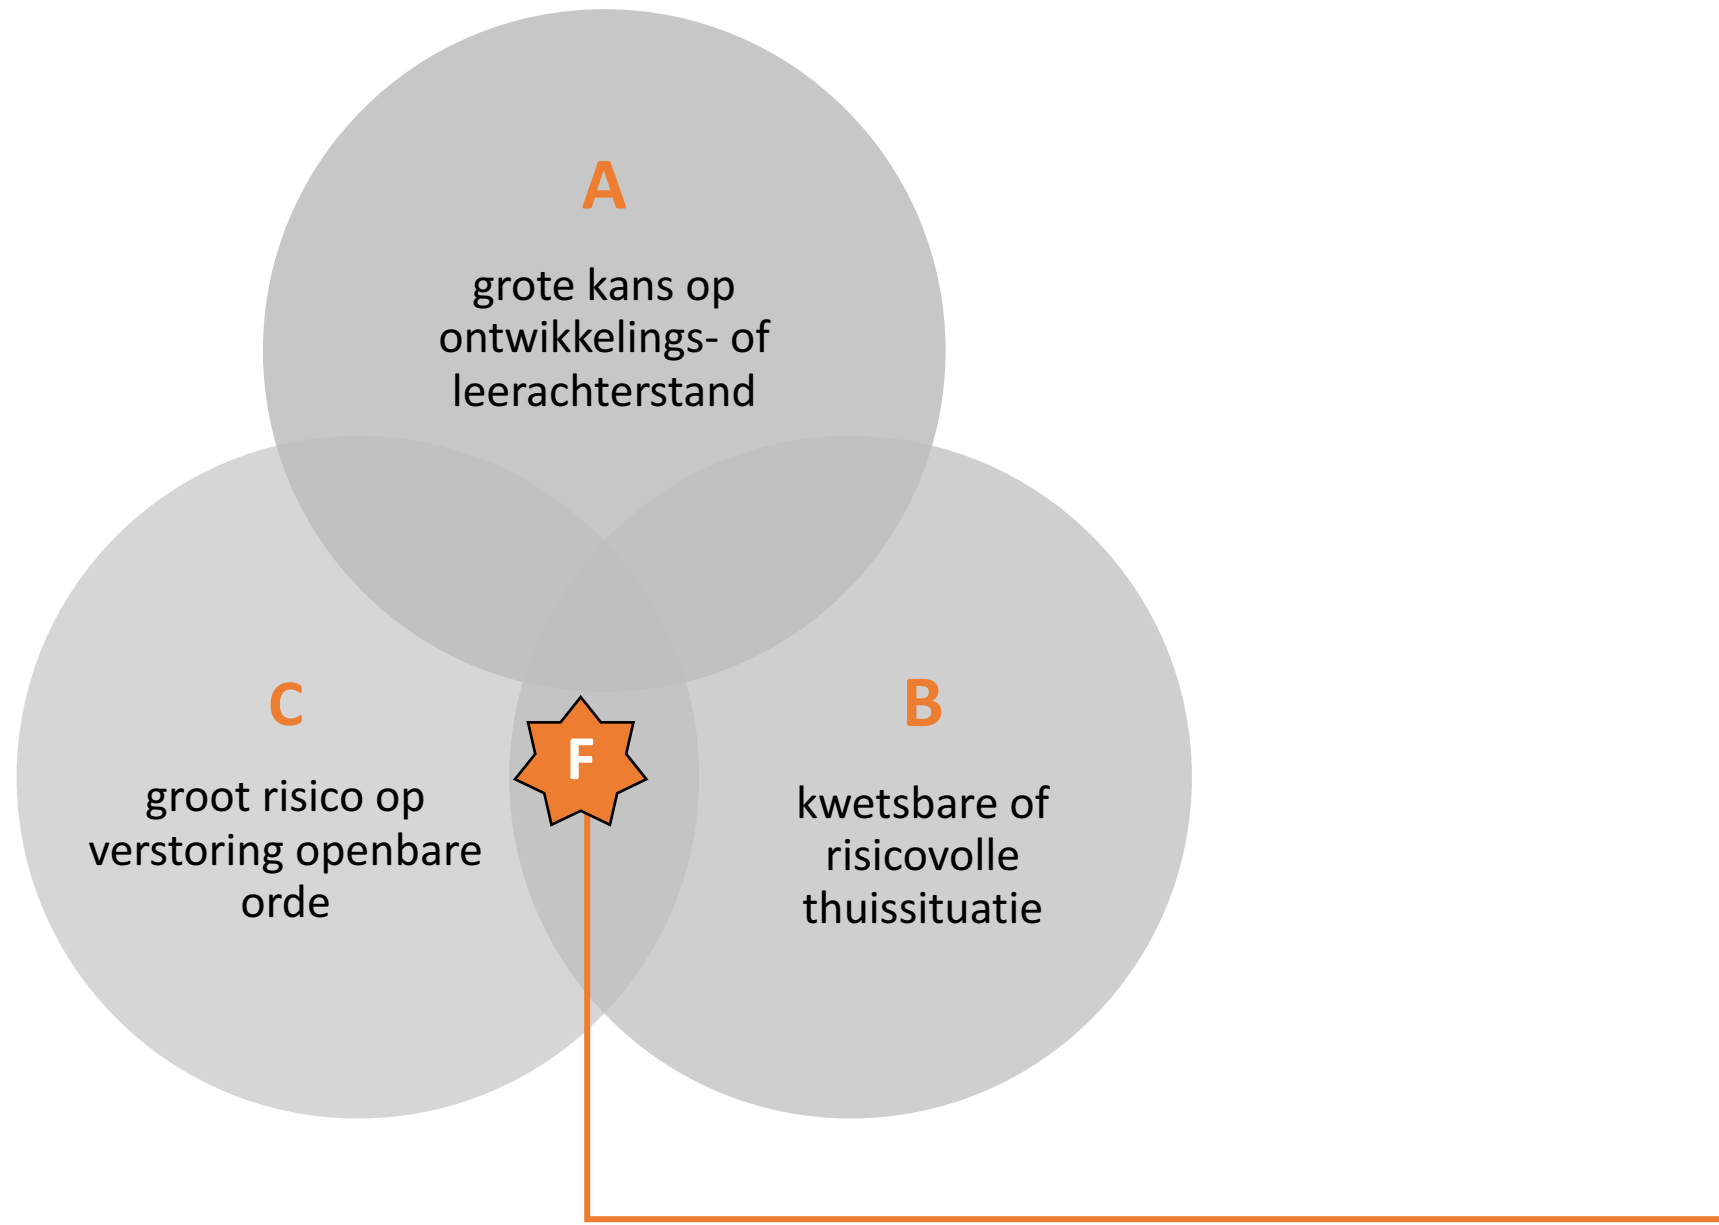 A
grote kans op
ontwikkelings- of
leerachterstand
C
groot risico op
verstoring openbare
orde
F
B
kwetsbare of
risicovolle
thuissituatie